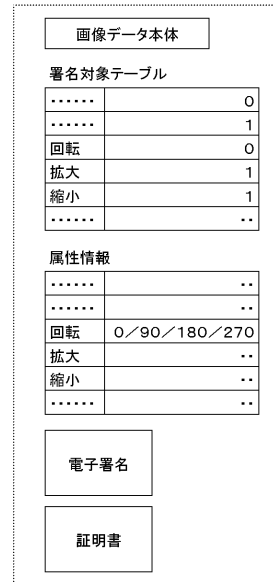 画像データ本体
署名対象テーブル
‥‥‥ 0
‥‥‥ 1
回転 0
拡大 1
縮小 1
‥‥‥ ‥
属性情報
‥‥‥ ‥
‥‥‥ ‥
回転 0/90/180/270
拡大 ‥
縮小 ‥
‥‥‥ ‥
電子署名
証明書